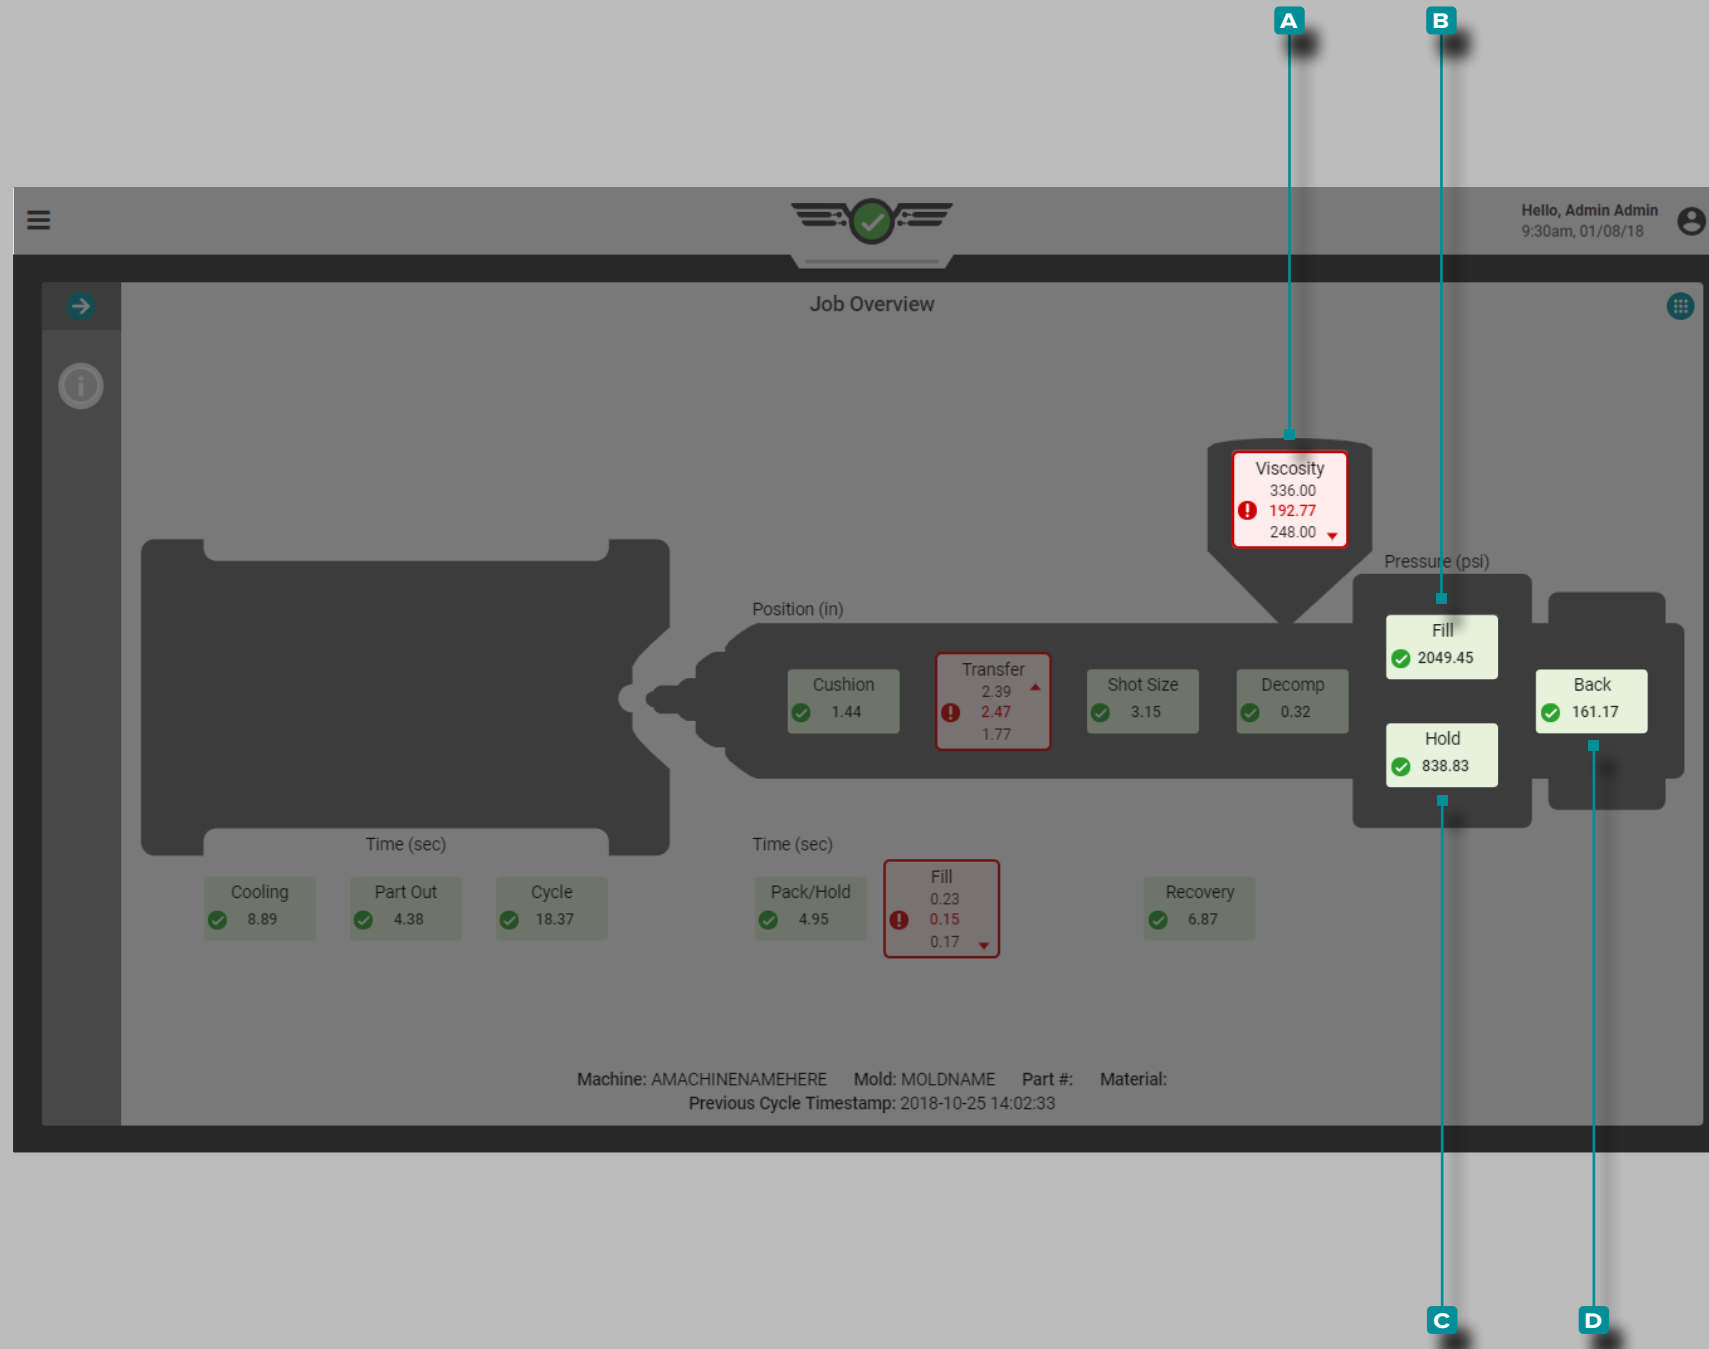 A
B
Hello, Admin Admin
9:30am, 01/08/18
Job Overview
Viscosity
336.00
192.77
248.00
Pressure (psi)
Position (in)
Fill
2049.45
Cushion
1.44
Transfer
2.39
2.47
1.77
Shot Size
3.15
Decomp
0.32
Back
161.17
Hold
838.83
Time (sec)
Time (sec)
Cooling
8.89
Part Out
4.38
Cycle
18.37
Pack/Hold
4.95
Fill
0.23
0.15
0.17
Recovery
6.87
Machine: AMACHINENAMEHERE Mold: MOLDNAME Part #: Material:
Previous Cycle Timestamp: 2018-10-25 14:02:33
C
D